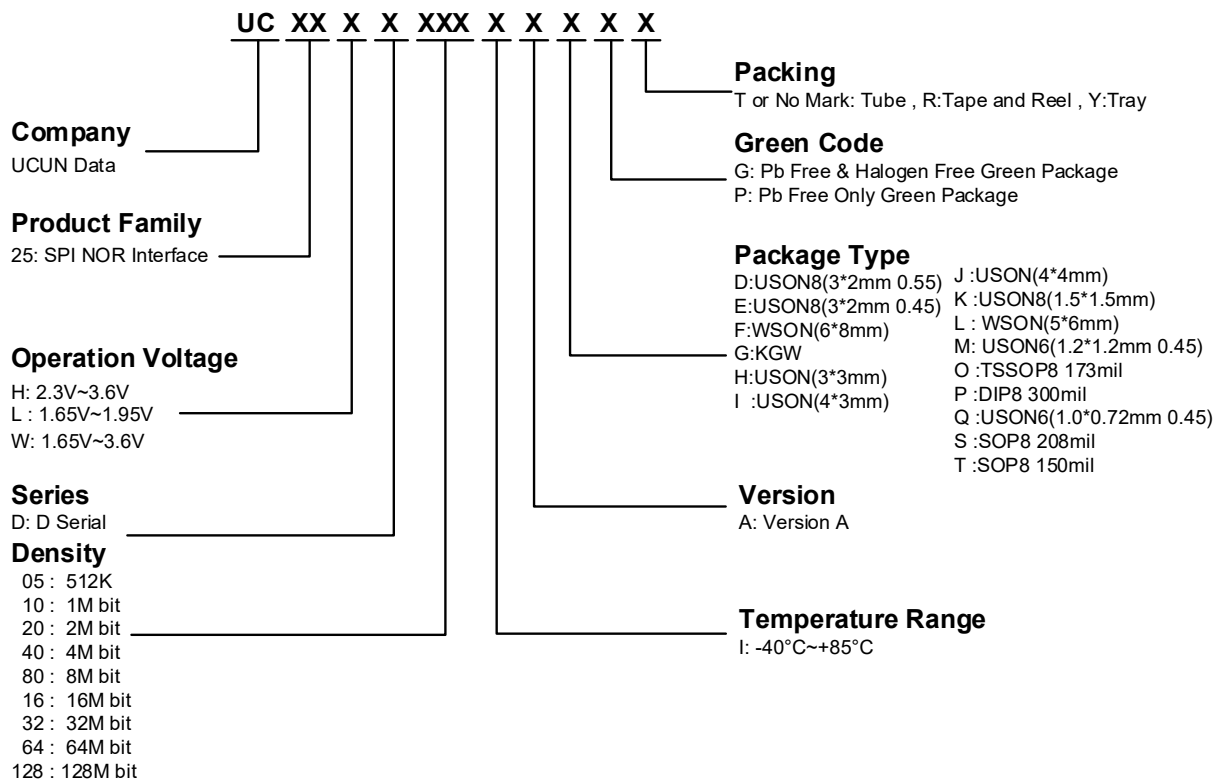 UC XX X X XXX X X X X X
Company
UCUN Data
Product Family
25: SPI NOR Interface
Operation Voltage
H: 2.3V~3.6V
L : 1.65V~1.95V
W: 1.65V~3.6V
Series
D: D Serial
Density
05 : 512K
10 : 1M bit
20 : 2M bit
40 : 4M bit
80 : 8M bit
16 : 16M bit
32 : 32M bit
64 : 64M bit
128 : 128M bit
Packing
T or No Mark: Tube , R:Tape and Reel , Y:Tray
Green Code
G: Pb Free & Halogen Free Green Package
P: Pb Free Only Green Package
Package Type
D:USON8(3*2mm 0.55)
E:USON8(3*2mm 0.45)
F:WSON(6*8mm)
G:KGW
H:USON(3*3mm)
I :USON(4*3mm)
J :USON(4*4mm)
K :USON8(1.5*1.5mm)
L : WSON(5*6mm)
M: USON6(1.2*1.2mm 0.45)
O :TSSOP8 173mil
P :DIP8 300mil
Q :USON6(1.0*0.72mm 0.45)
S :SOP8 208mil
T :SOP8 150mil
Version
A: Version A
Temperature Range
I: -40°C~+85°C